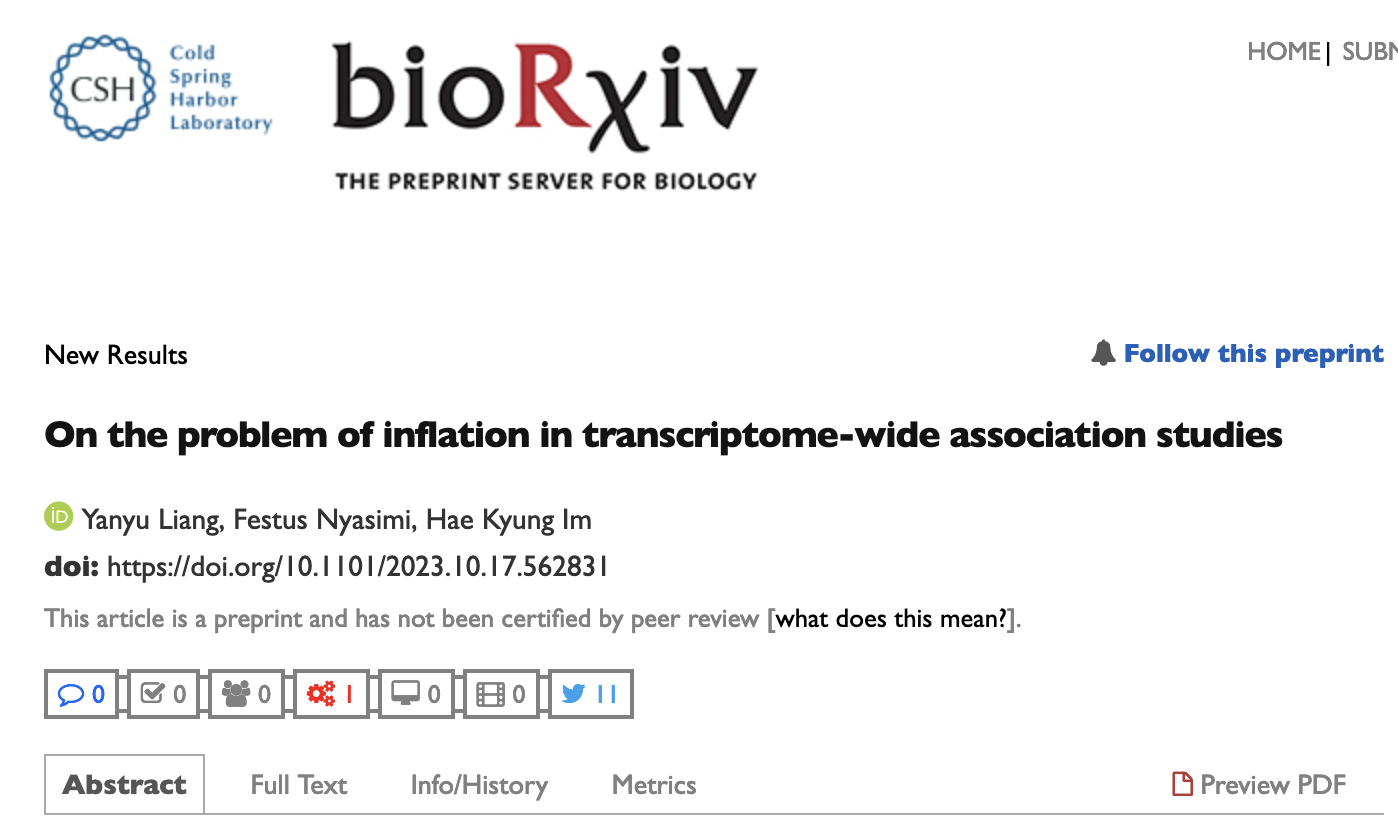 CSH
Cold
Spring
Harbor
Laboratory
bioRxiv
THE PREPRINT SERVER FOR BIOLOGY
HOME| SUBM
New Results
Follow this preprint
On the problem of inflation in transcriptome-wide association studies
iD Yanyu Liang, Festus Nyasimi, Hae Kyung Im
doi: https://doi.org/10.1101/2023.10.17.562831
This article is a preprint and has not been certified by peer review [what does this mean?].
0 0 0 1 0 0 11
Abstract Full Text Info/History Metrics Preview PDF